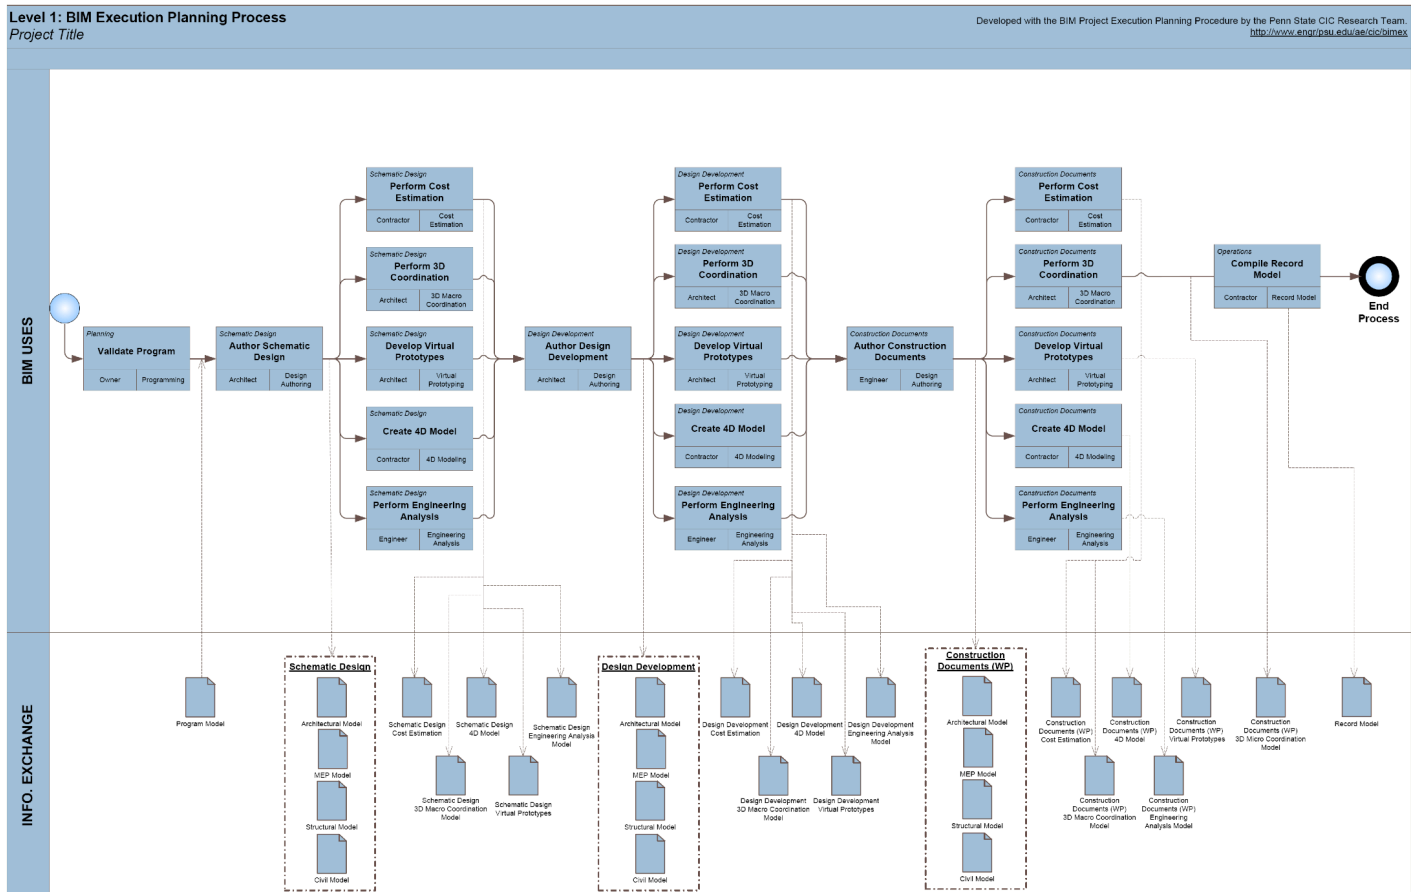 Level 1: BIM Execution Planning Process
Project Title
Developed with the BIM Project Execution Planning Procedure by the Penn State CIC Research Team.
http://www.engr/psu.edu/ae/cic/bimex
BIM USES
Planning
Validate Program
Owner
Programming
Schematic Design
Author Schematic
Design
Architect
Design
Authoring
Schematic Design
Perform Cost
Estimation
Contractor
Cost
Estimation
Schematic Design
Perform 3D
Coordination
Architect
3D Macro
Coordination
Schematic Design
Develop Virtual
Prototypes
Architect
Virtual
Prototyping
Schematic Design
Create 4D Model
Contractor
4D Modeling
Schematic Design
Perform Engineering
Analysis
Engineer
Engineering
Analysis
Design Development
Author Design
Development
Architect
Design
Authoring
Design Development
Perform Cost
Estimation
Contractor
Cost
Estimation
Design Development
Perform 3D
Coordination
Architect
3D Macro
Coordination
Design Development
Develop Virtual
Prototypes
Architect
Virtual
Prototyping
Design Development
Create 4D Model
Contractor
4D Modeling
Design Development
Perform Engineering
Analysis
Engineer
Engineering
Analysis
Construction Documents
Author Construction
Documents
Engineer
Design
Authoring
Construction Documents
Perform Cost
Estimation
Contractor
Cost
Estimation
Construction Documents
Perform 3D
Coordination
Architect
3D Macro
Coordination
Construction Documents
Develop Virtual
Prototypes
Architect
Virtual
Prototyping
Construction Documents
Create 4D Model
Contractor
4D Modeling
Construction Documents
Perform Engineering
Analysis
Engineer
Engineering
Analysis
Operations
Compile Record
Model
Contractor
Record Model
End
Process
INFO. EXCHANGE
Program Model
Schematic Design
Architectural Model
MEP Model
Structural Model
Civil Model
Schematic Design
Cost Estimation
Schematic Design
4D Model
Schematic Design
Engineering Analysis
Model
Schematic Design
3D Macro Coordination
Model
Schematic Design
Virtual Prototypes
Design Development
Architectural Model
MEP Model
Structural Model
Civil Model
Design Development
Cost Estimation
Design Development
4D Model
Design Development
Engineering Analysis
Model
Design Development
3D Macro Coordination
Model
Design Development
Virtual Prototypes
Construction
Documents (WP)
Architectural Model
MEP Model
Structural Model
Civil Model
Construction
Documents (WP)
Cost Estimation
Construction
Documents (WP)
4D Model
Construction
Documents (WP)
Virtual Prototypes
Construction
Documents (WP)
3D Micro Coordination
Model
Construction
Documents (WP)
3D Macro Coordination
Model
Construction
Documents (WP)
Engineering
Analysis Model
Record Model